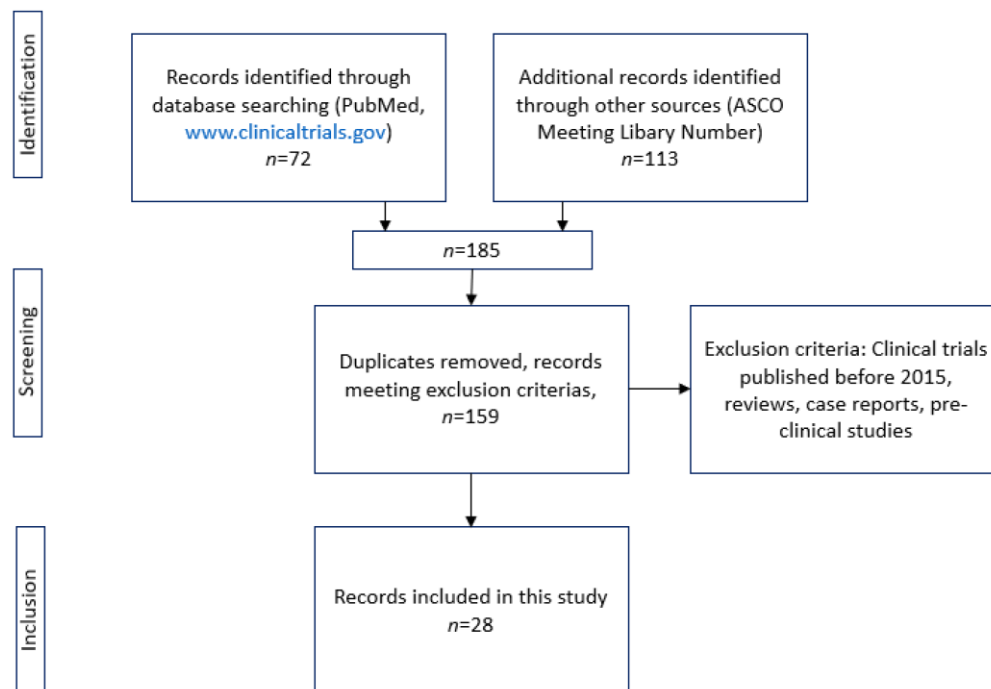 Identification
Records identified through
database searching (PubMed,
www.clinicaltrials.gov)
n=72
Additional records identified
through other sources (ASCO
Meeting Libary Number)
n=113
n=185
Screening
Duplicates removed, records
meeting exclusion criterias,
n=159
Exclusion criteria: Clinical trials
published before 2015,
reviews, case reports, pre-
clinical studies
Inclusion
Records included in this study
n=28